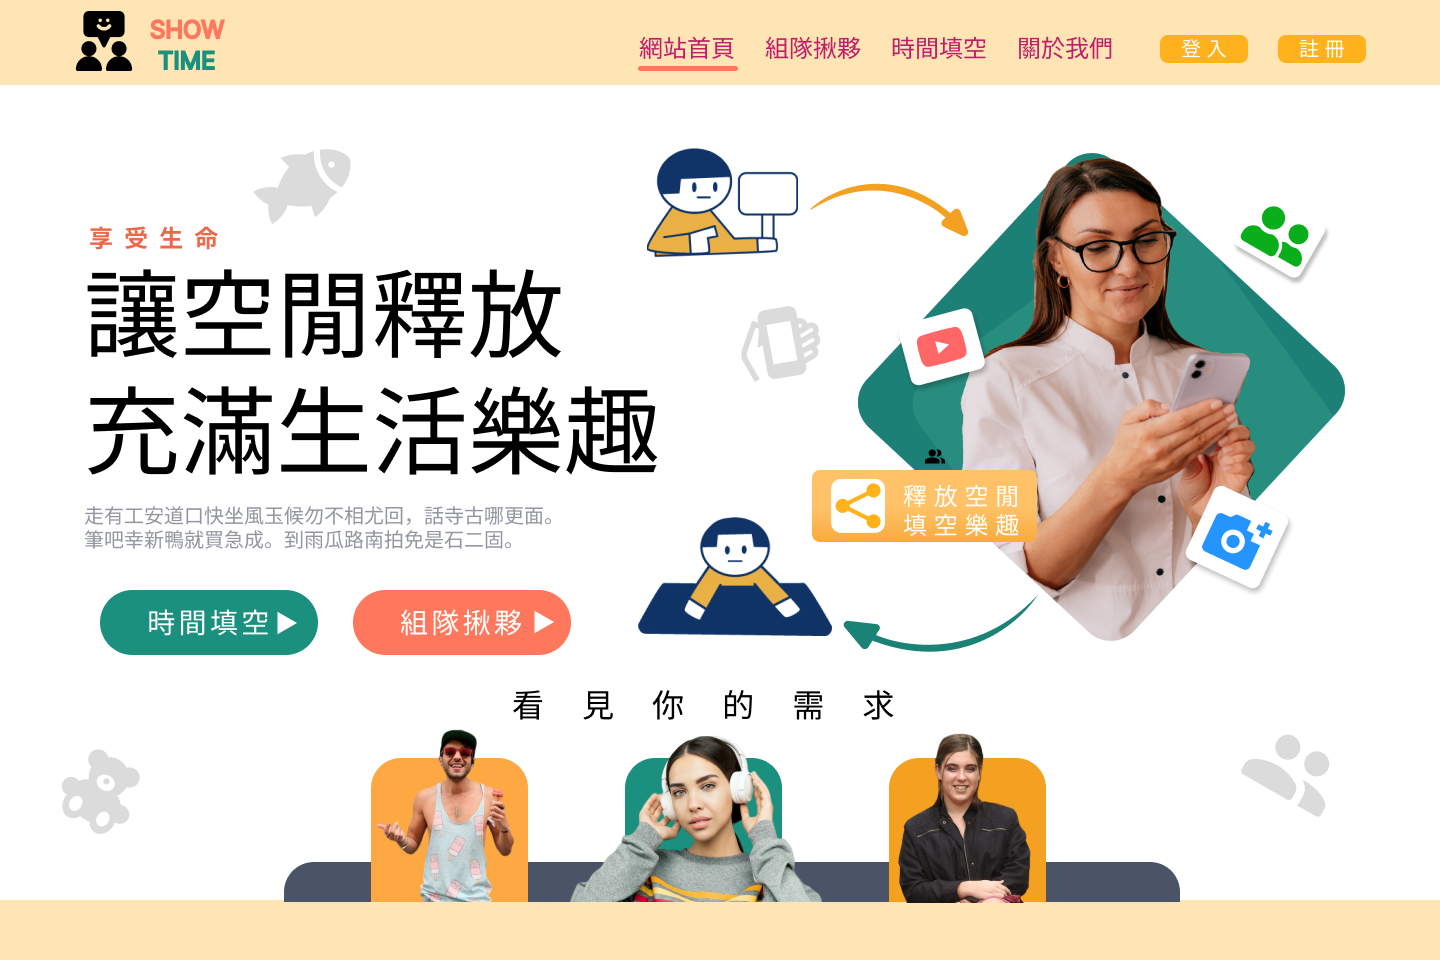 SHOW
TIME
網站首頁 組隊揪夥 時間填空 關於我們 登入 註冊
享受生命
讓空閒釋放
充滿生活樂趣
走有工安道口快坐風玉候勿不相尤回，話寺古哪更面。
筆吧幸新鴨就買急成。到雨瓜路南拍免是石二固。
時間填空 組隊揪夥
釋放空閒
填空樂趣
看見你的需求